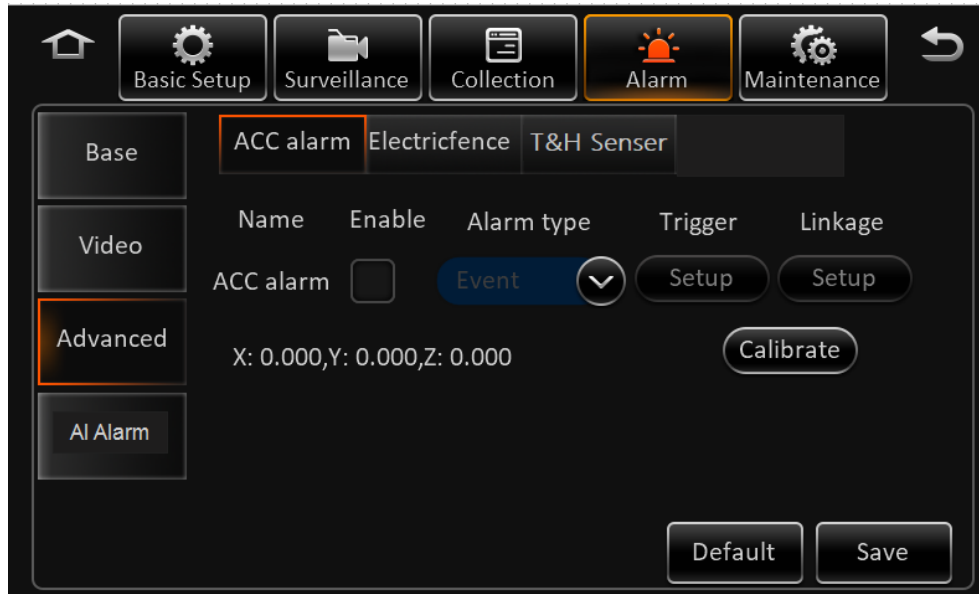 Basic Setup Surveillance Collection Alarm Maintenance
Base
ACC alarm Electricfence T&H Senser
Name Enable Alarm type Trigger Linkage
Video
ACC alarm Event Setup Setup
Advanced
X: 0.000,Y: 0.000,Z: 0.000 Calibrate
AI Alarm
Default Save